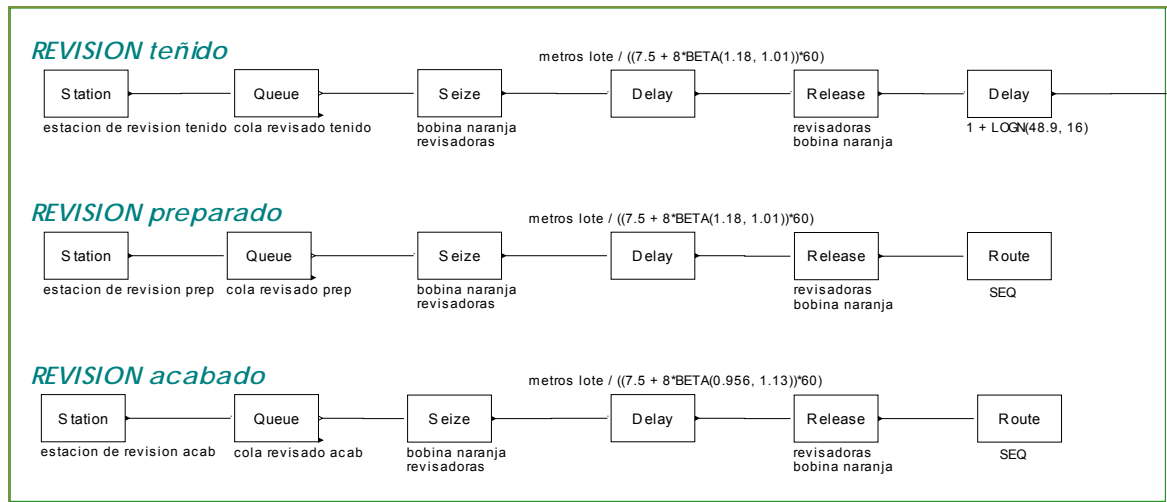 REVISION teñido
metros lote / ((7.5 + 8*BETA(1.18, 1.01))*60)
Station
Queue
Seize
Delay
Release
Delay
estacion de revision tenido
cola revisado tenido
bobina naranja
revisadoras
revisadoras
bobina naranja
1 + LOGN(48.9, 16)
REVISION preparado
metros lote / ((7.5 + 8*BETA(1.18, 1.01))*60)
Station
Queue
Seize
Delay
Release
Route
estacion de revision prep
cola revisado prep
bobina naranja
revisadoras
revisadoras
bobina naranja
SEQ
REVISION acabado
metros lote / ((7.5 + 8*BETA(0.956, 1.13))*60)
Station
Queue
Seize
Delay
Release
Route
estacion de revision acab
cola revisado acab
bobina naranja
revisadoras
revisadoras
bobina naranja
SEQ